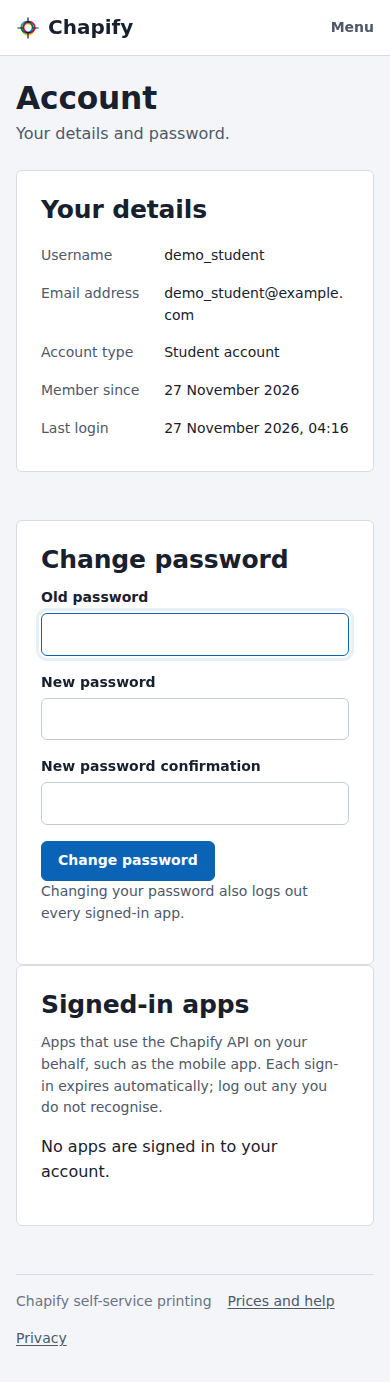 Chapify
Menu
Account
Your details and password.
Your details
Username demo_student
Email address demo_student@example.
com
Account type Student account
Member since 27 November 2026
Last login 27 November 2026, 04:16
Change password
Old password
New password
New password confirmation
Change password
Changing your password also logs out
every signed-in app.
Signed-in apps
Apps that use the Chapify API on your
behalf, such as the mobile app. Each sign-
in expires automatically; log out any you
do not recognise.
No apps are signed in to your
account.
Chapify self-service printing Prices and help
Privacy